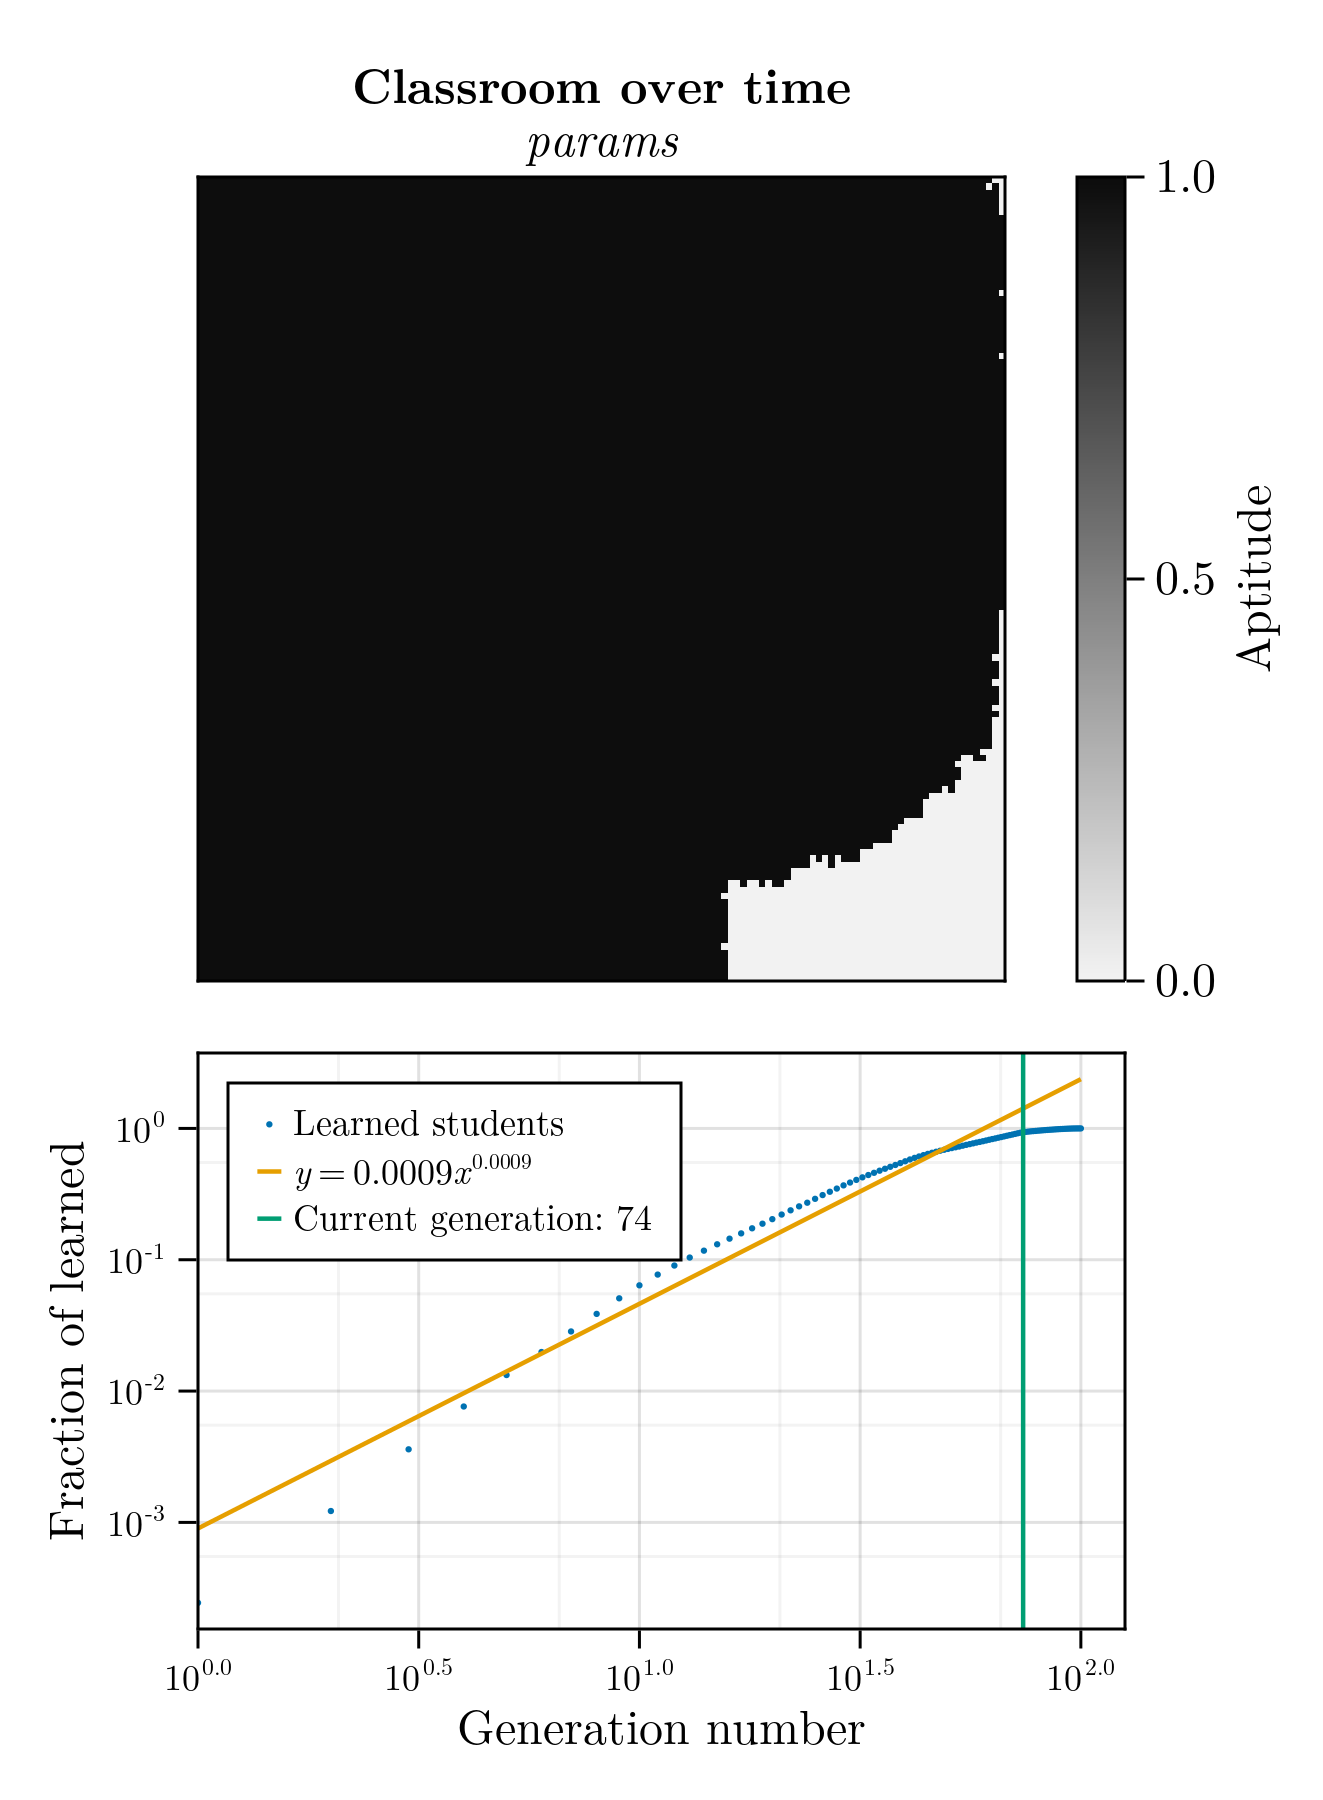 Classroom over time
params
1.0
0.5
0.0
Aptitude
Learned students
y = 0.0009x^0.0009
Current generation: 74
10^0
10^-1
10^-2
10^-3
Fraction of learned
10^0.0
10^0.5
10^1.0
10^1.5
10^2.0
Generation number